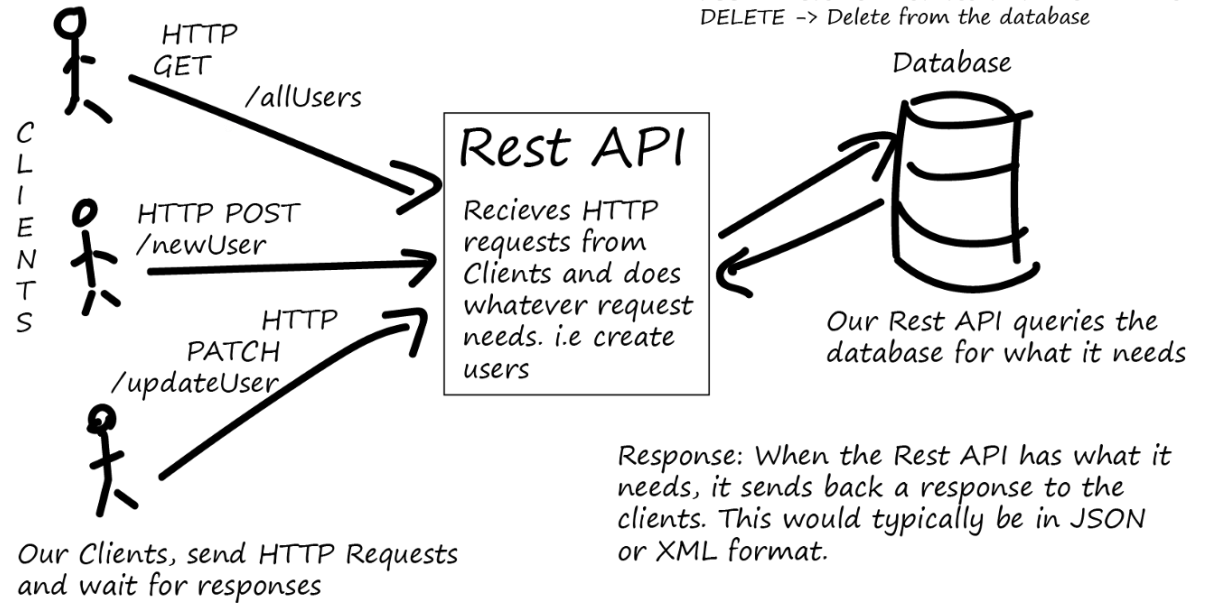 DELETE -> Delete from the database
HTTP
GET
/allUsers
CLIENTS
HTTP POST
/newUser
HTTP
PATCH
/updateUser
Our Clients, send HTTP Requests
and wait for responses
Rest API
Recieves HTTP
requests from
Clients and does
whatever request
needs. i.e create
users
Database
Our Rest API queries the
database for what it needs
Response: When the Rest API has what it
needs, it sends back a response to the
clients. This would typically be in JSON
or XML format.